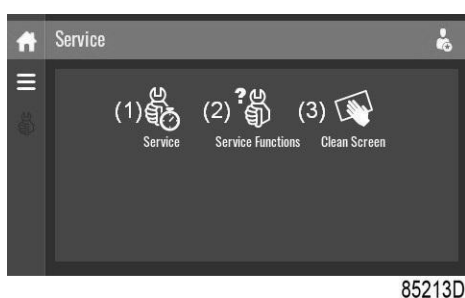 Service
(1) (2) ? (3)
Service Service Functions Clean Screen
85213D